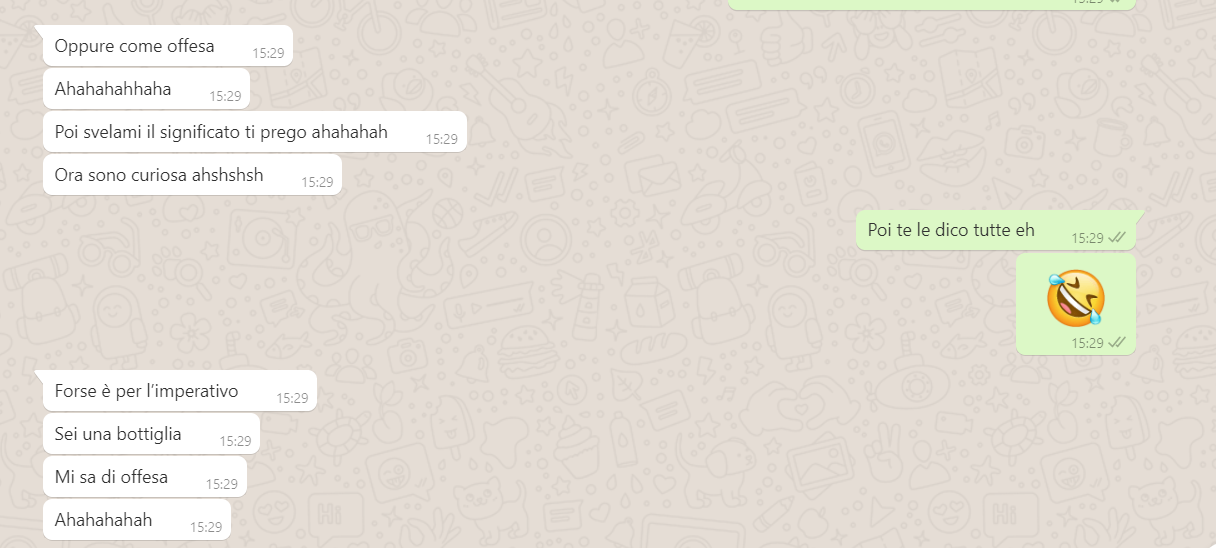 15:29
Oppure come offesa 15:29
Ahahahahhaha 15:29
Poi svelami il significato ti prego ahahahah 15:29
Ora sono curiosa ahshshsh 15:29
Poi te le dico tutte eh 15:29
15:29
Forse è per l’imperativo 15:29
Sei una bottiglia 15:29
Mi sa di offesa 15:29
Ahahahahah 15:29